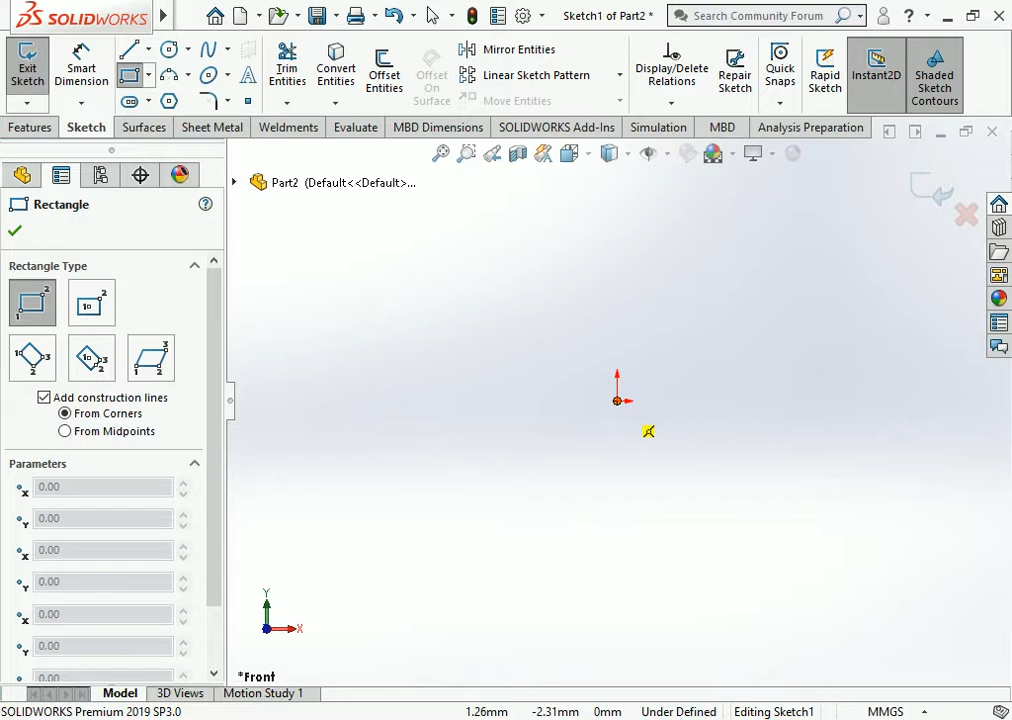 SOLIDWORKS
Sketch1 of Part2 *
Search Community Forum
?
Exit Sketch
Smart Dimension
Trim Entities
Convert Entities
Offset Entities
Offset On Surface
Mirror Entities
Linear Sketch Pattern
Move Entities
Display/Delete Relations
Repair Sketch
Quick Snaps
Rapid Sketch
Instant2D
Shaded Sketch Contours
Features
Sketch
Surfaces
Sheet Metal
Weldments
Evaluate
MBD Dimensions
SOLIDWORKS Add-Ins
Simulation
MBD
Analysis Preparation
Part2 (Default<<Default>...
Rectangle
?
Rectangle Type
Add construction lines
From Corners
From Midpoints
Parameters
X 0.00
Y 0.00
X 0.00
Y 0.00
X 0.00
Y 0.00
0.00
Y
X
*Front
Model
3D Views
Motion Study 1
SOLIDWORKS Premium 2019 SP3.0
1.26mm
-2.31mm
0mm
Under Defined
Editing Sketch1
MMGS